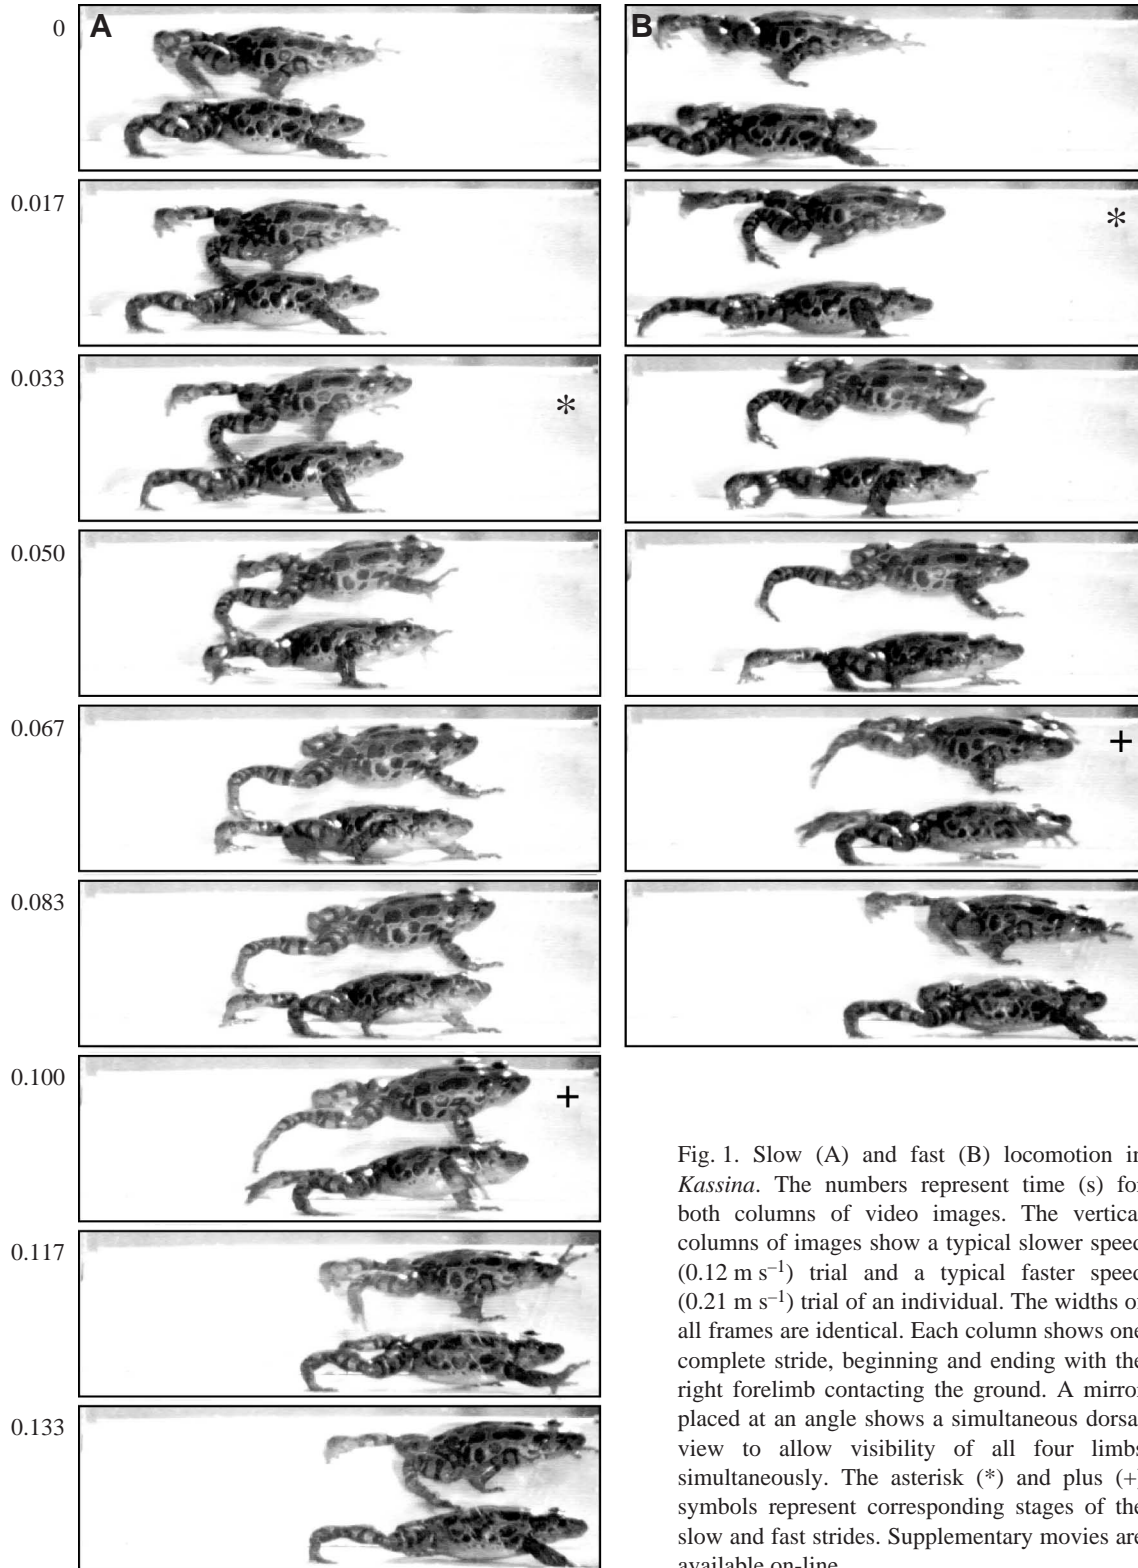 0
A
B
0.017
*
0.033
*
0.050
0.067
+
0.083
0.100
+
0.117
0.133
Fig. 1. Slow (A) and fast (B) locomotion in
Kassina. The numbers represent time (s) for
both columns of video images. The vertical
columns of images show a typical slower speed
(0.12 m s–1) trial and a typical faster speed
(0.21 m s–1) trial of an individual. The widths of
all frames are identical. Each column shows one
complete stride, beginning and ending with the
right forelimb contacting the ground. A mirror
placed at an angle shows a simultaneous dorsal
view to allow visibility of all four limbs
simultaneously. The asterisk (*) and plus (+)
symbols represent corresponding stages of the
slow and fast strides. Supplementary movies are
available on-line.